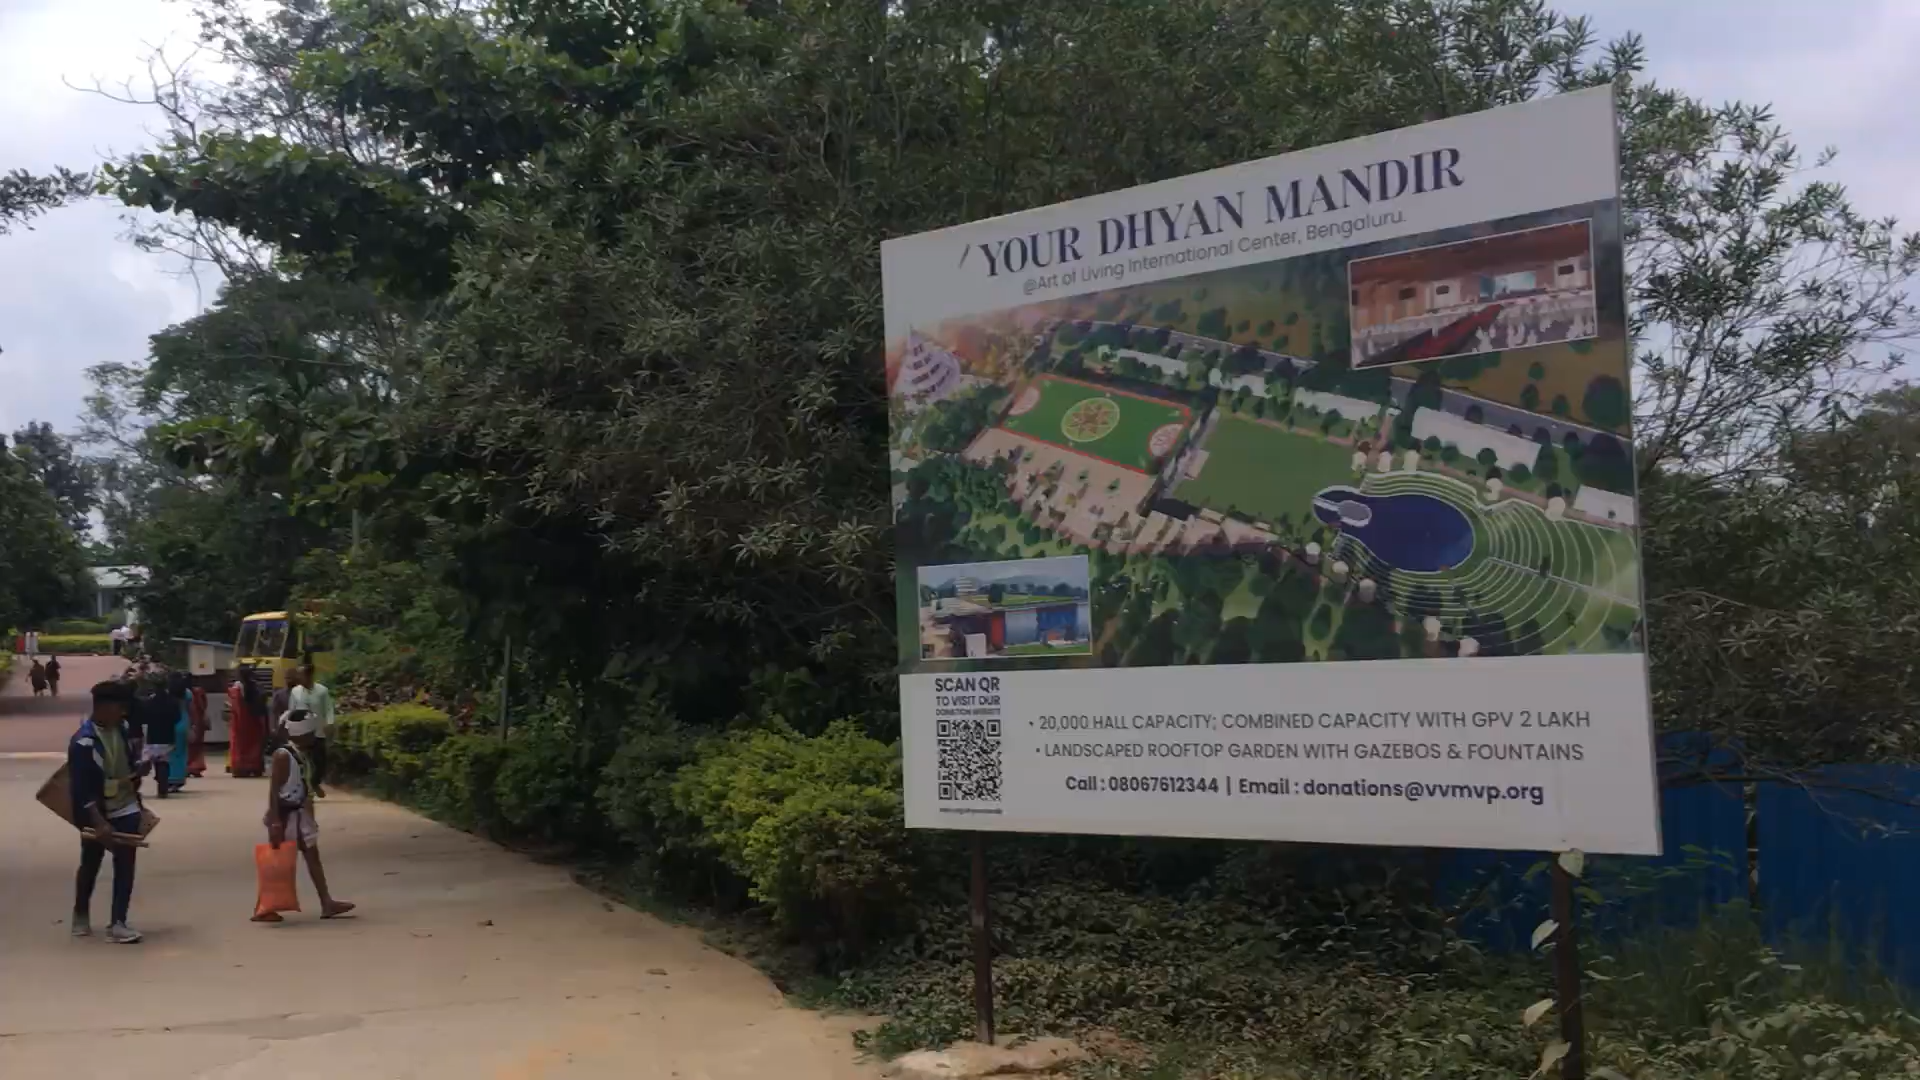 YOUR DHYAN MANDIR
@Art of Living International Center, Bengaluru.
SCAN QR
TO VISIT OUR
DONATION WEBSITE
• 20,000 HALL CAPACITY; COMBINED CAPACITY WITH GPV 2 LAKH
• LANDSCAPED ROOFTOP GARDEN WITH GAZEBOS & FOUNTAINS
Call : 08067612344 | Email : donations@vvmvp.org